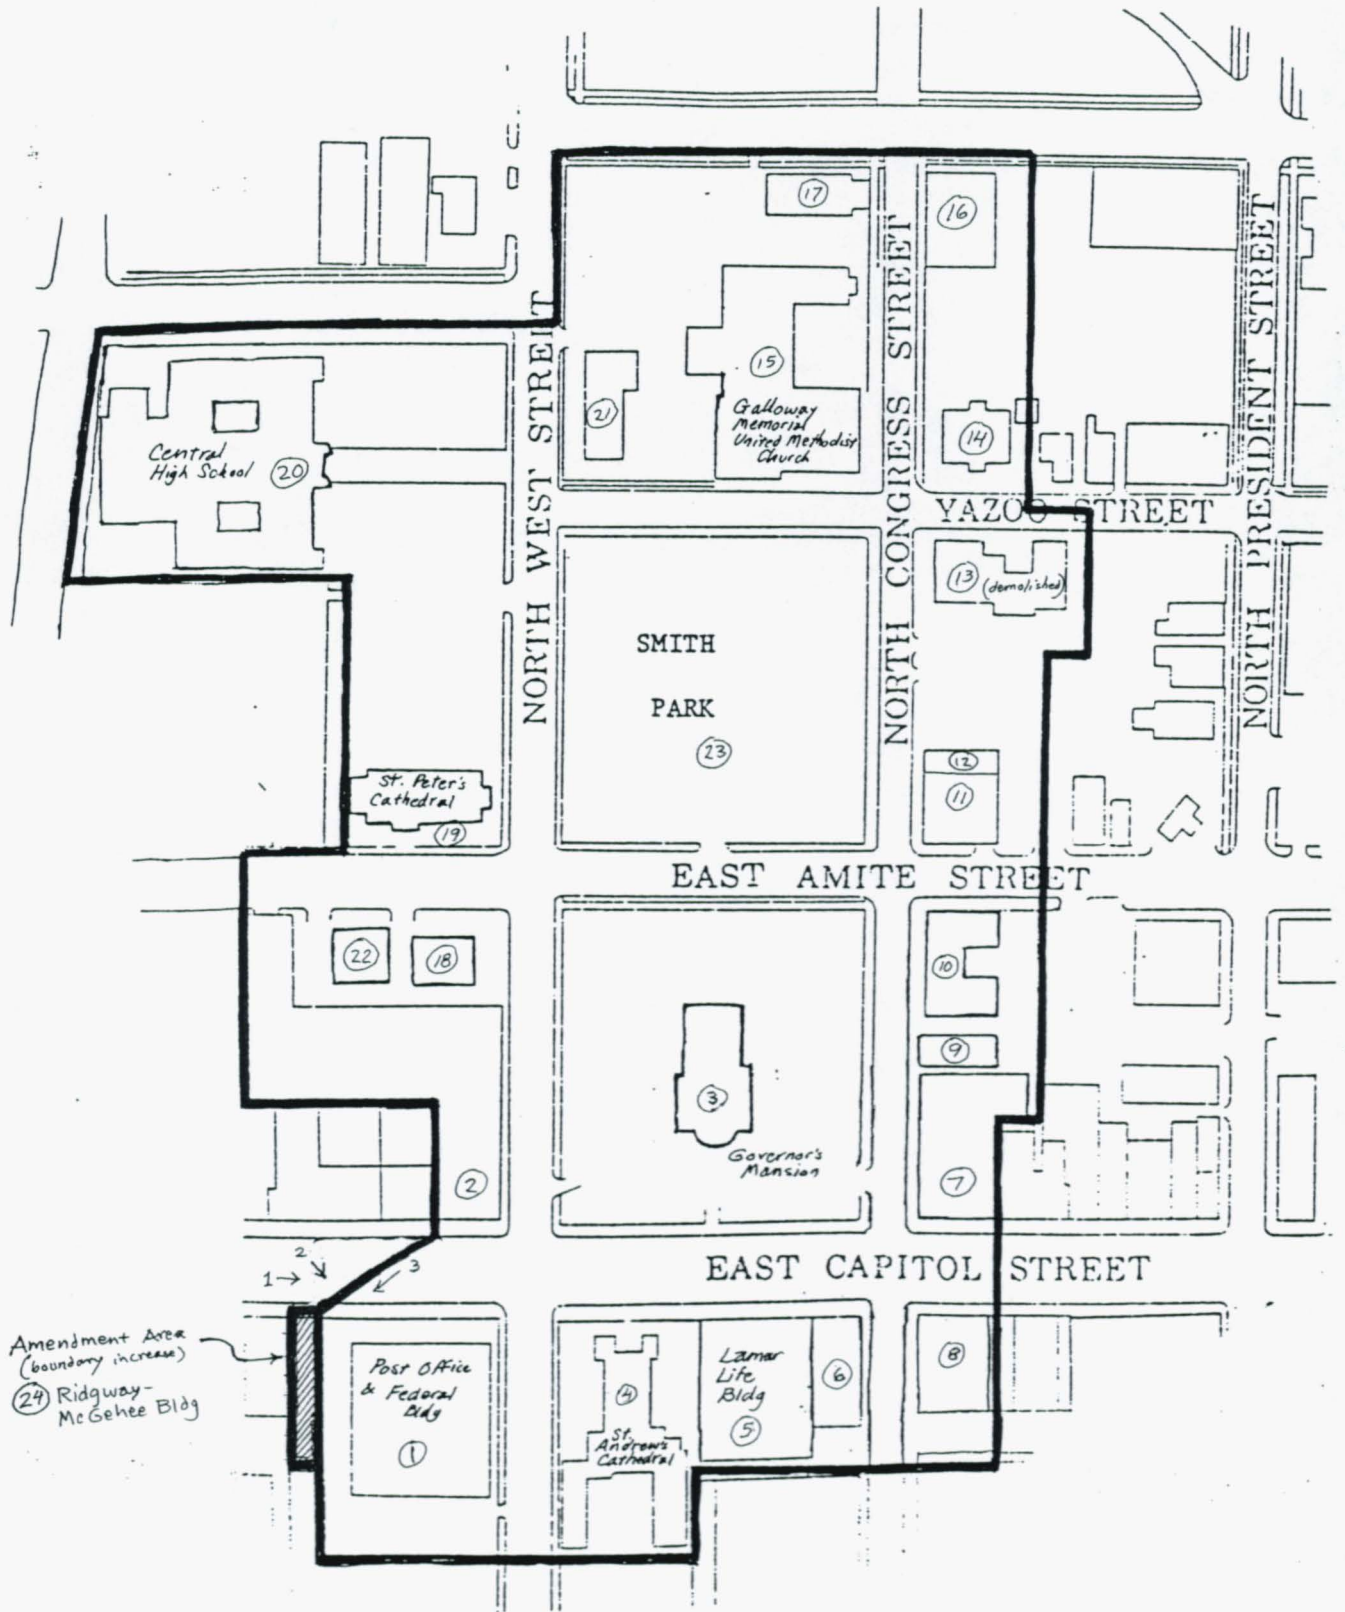 17
16
NORTH WEST STREET
NORTH CONGRESS STREET
NORTH PRESIDENT STREET
15
21
Galloway
Memorial
United Methodist
Church
14
Central
High School
20
YAZOO STREET
13
(demolished)
SMITH
PARK
23
12
11
St. Peter's
Cathedral
19
EAST AMITE STREET
22
18
10
9
3
Governor's
Mansion
2
7
EAST CAPITOL STREET
2
1
3
Amendment Area
(boundary increase)
24 Ridgway-
McGehee Bldg
Post Office
& Federal
Bldg
1
4
St.
Andrew's
Cathedral
Lamar
Life
Bldg
5
6
8